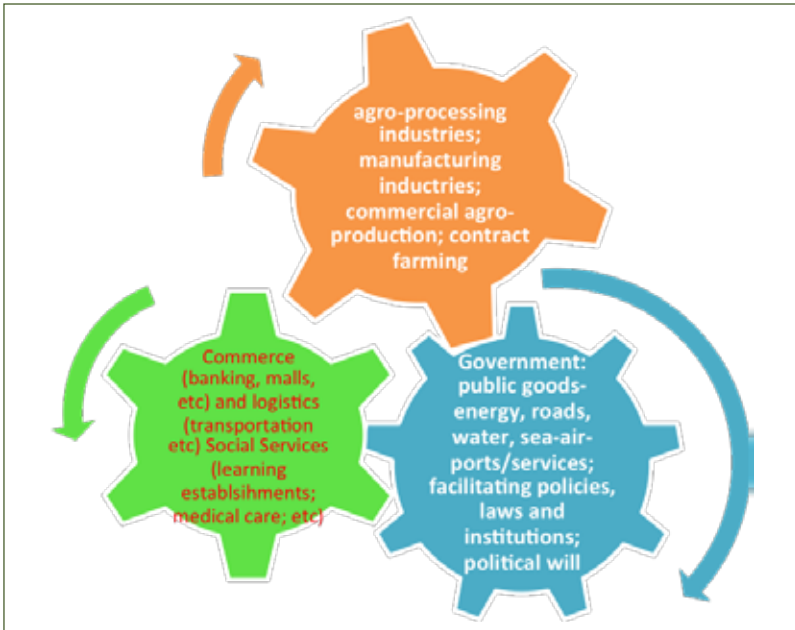 agro-processing
industries;
manufacturing
inductries;
commercial agro-
production; contract
farming
Commerce
(banking, malls,
etc) and logistics
(transportation
etc) Social Services
(learning
establsihments;
medical care; etc)
Government:
public goods-
energy, roads,
water, sea-air-
ports/services;
facilitating policies,
laws and
institutions;
political will